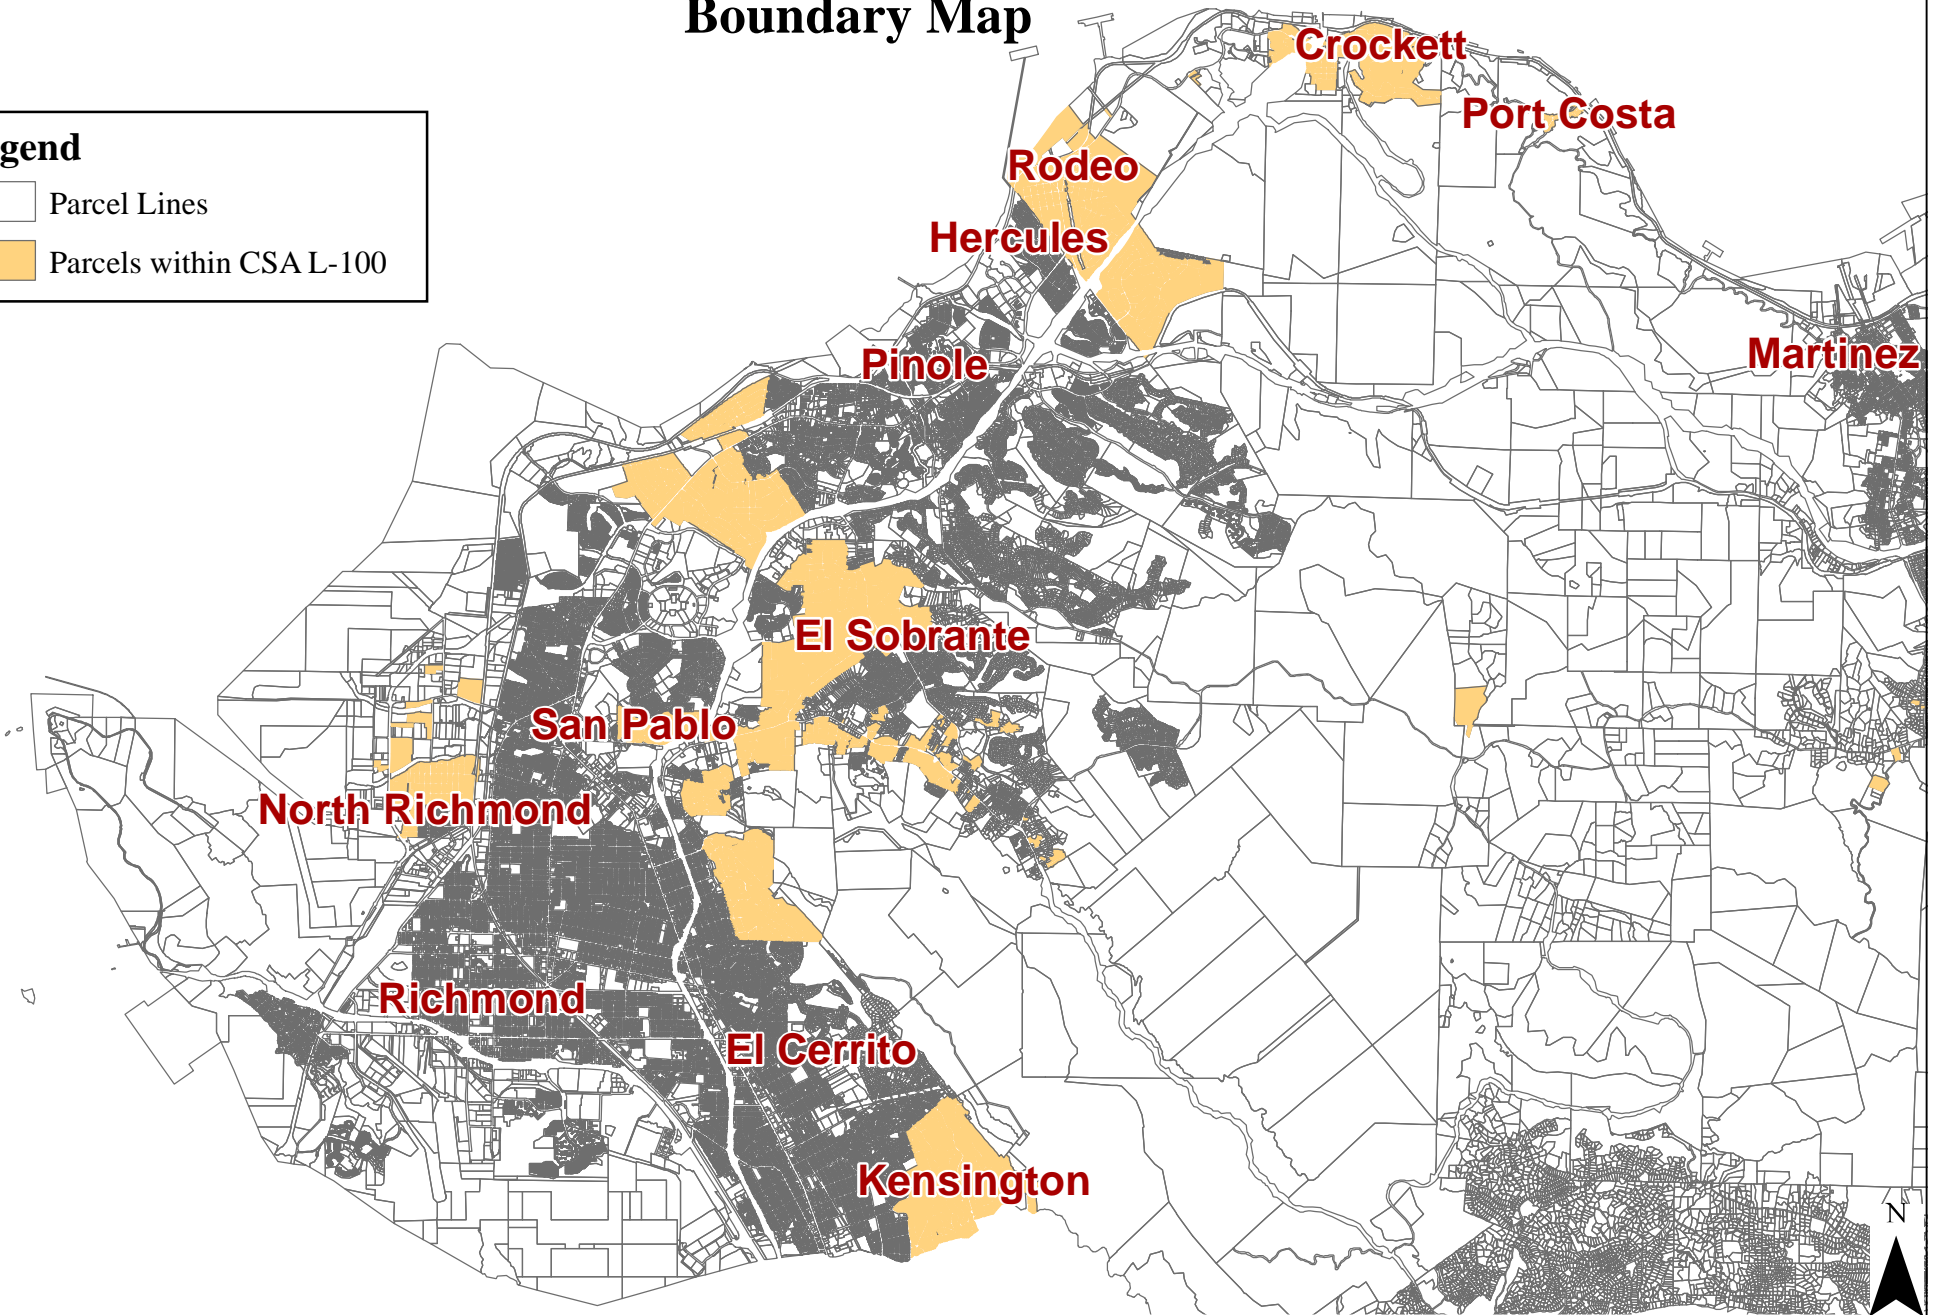 Boundary Map
gend
Parcel Lines
Parcels within CSA L-100
Crockett
Port Costa
Rodeo
Hercules
Pinole
Martinez
El Sobrante
San Pablo
North Richmond
Richmond
El Cerrito
Kensington
N